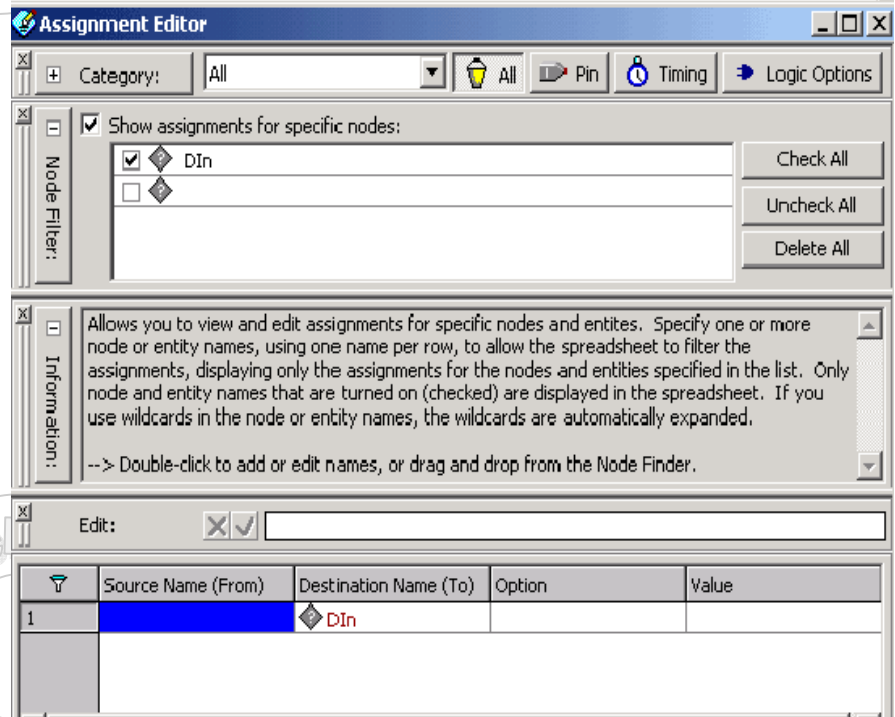 Assignment Editor
Category: All All Pin Timing Logic Options
Show assignments for specific nodes:
Node Filter:
DIn
Check All
Uncheck All
Delete All
Information:
Allows you to view and edit assignments for specific nodes and entites. Specify one or more
node or entity names, using one name per row, to allow the spreadsheet to filter the
assignments, displaying only the assignments for the nodes and entities specified in the list. Only
node and entity names that are turned on (checked) are displayed in the spreadsheet. If you
use wildcards in the node or entity names, the wildcards are automatically expanded.
--> Double-click to add or edit names, or drag and drop from the Node Finder.
Edit:
Source Name (From) Destination Name (To) Option Value
1 DIn